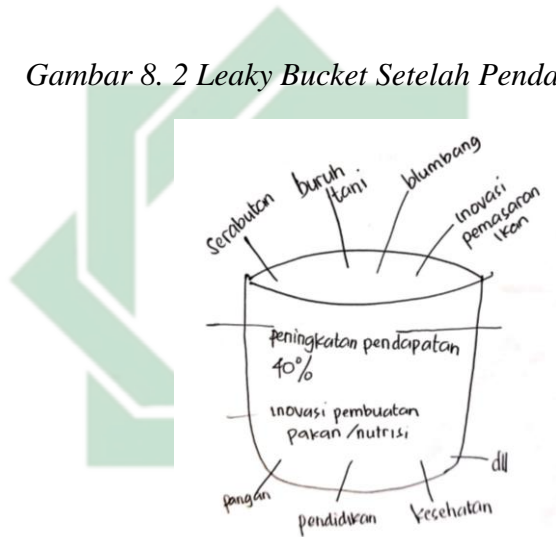 Gambar 8. 2 Leaky Bucket Setelah Penda
Serabutan
buruh
tani
blumbang
inovasi
pemasaran
ikan
peningkatan pendapatan
40%
inovasi pembuatan
pakan/nutrisi
dll
pangan
pendidikan
kesehatan